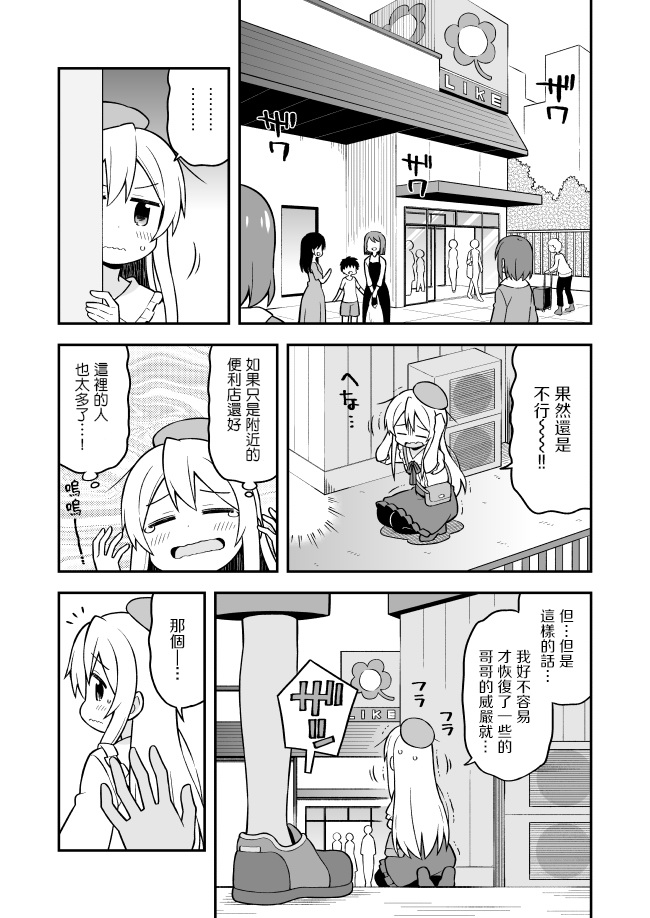 LIKE
ザワ
ザワ
ザワ
………
………
果然還是
不行~~~!!
へな…
如果只是附近的
便利店還好
這裡的人
也太多了…!
嗚嗚———
但…但是
這樣的話…
我好不容易
才恢復了一些的
哥哥的威嚴就…
フラ
フラ
LIKE
ザッ
那個—…